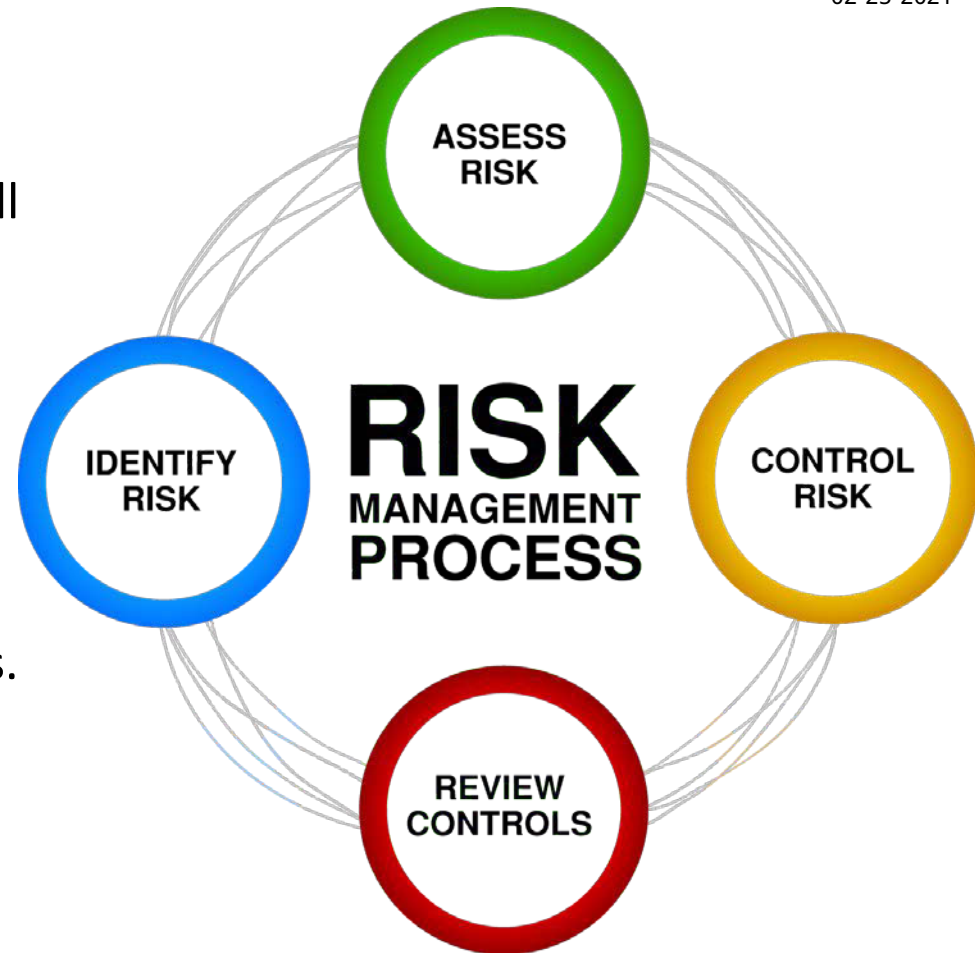 ASSESS
RISK
IDENTIFY
RISK
RISK
MANAGEMENT
PROCESS
CONTROL
RISK
REVIEW
CONTROLS